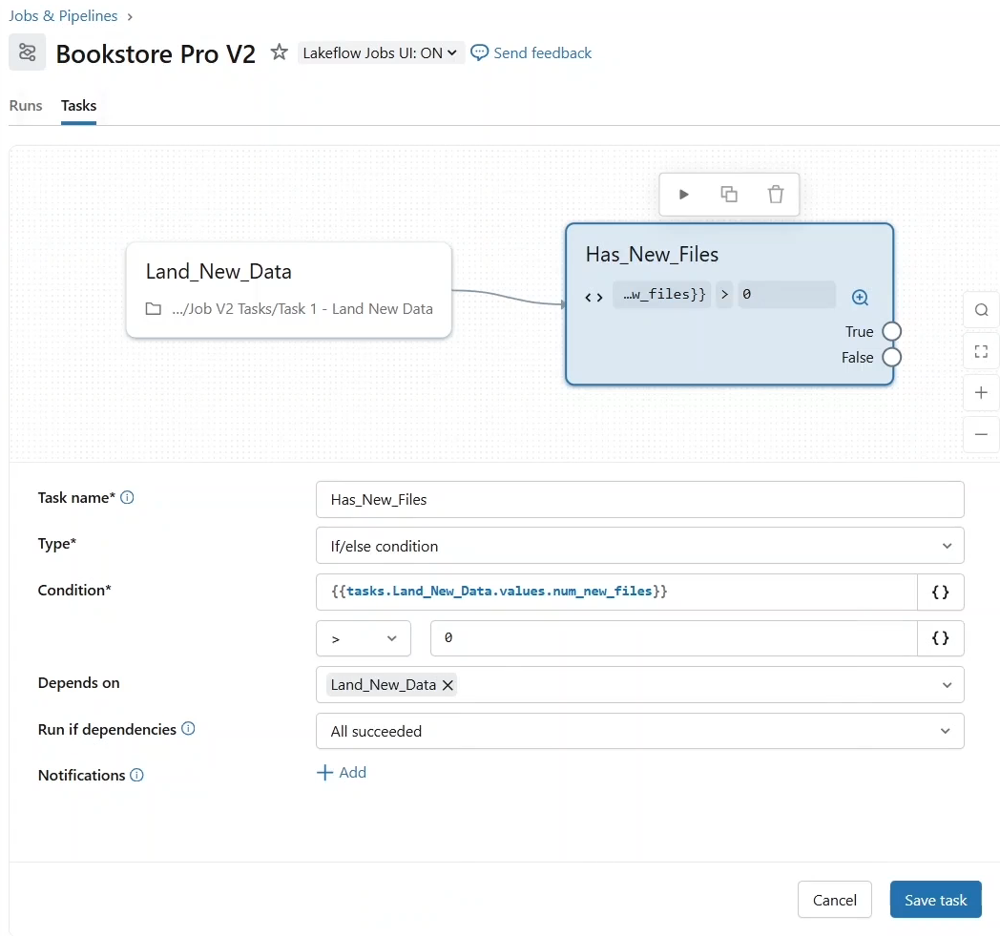 Jobs & Pipelines >
Bookstore Pro V2 Lakeflow Jobs UI: ON Send feedback
Runs Tasks
Land_New_Data
.../Job V2 Tasks/Task 1 - Land New Data
Has_New_Files
<> …w_files}} > 0
True
False
Task name* Has_New_Files
Type* If/else condition
Condition* {{tasks.Land_New_Data.values.num_new_files}} {}
> 0 {}
Depends on Land_New_Data ✕
Run if dependencies All succeeded
Notifications + Add
Cancel Save task